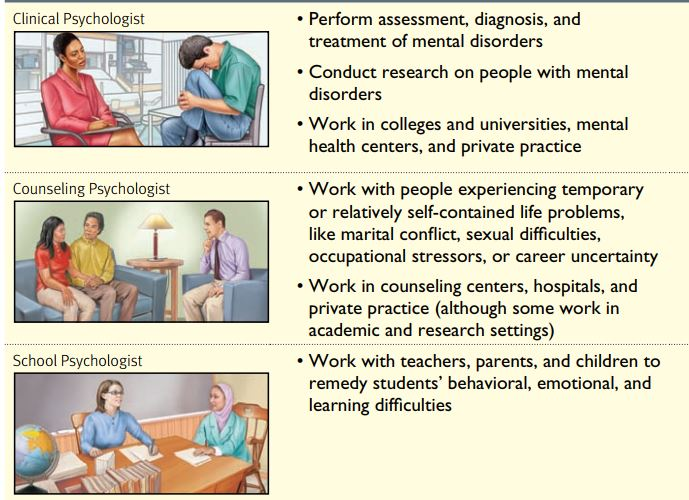 Clinical Psychologist
• Perform assessment, diagnosis, and
treatment of mental disorders
• Conduct research on people with mental
disorders
• Work in colleges and universities, mental
health centers, and private practice
Counseling Psychologist
• Work with people experiencing temporary
or relatively self-contained life problems,
like marital conflict, sexual difficulties,
occupational stressors, or career uncertainty
• Work in counseling centers, hospitals, and
private practice (although some work in
academic and research settings)
School Psychologist
• Work with teachers, parents, and children to
remedy students’ behavioral, emotional, and
learning difficulties